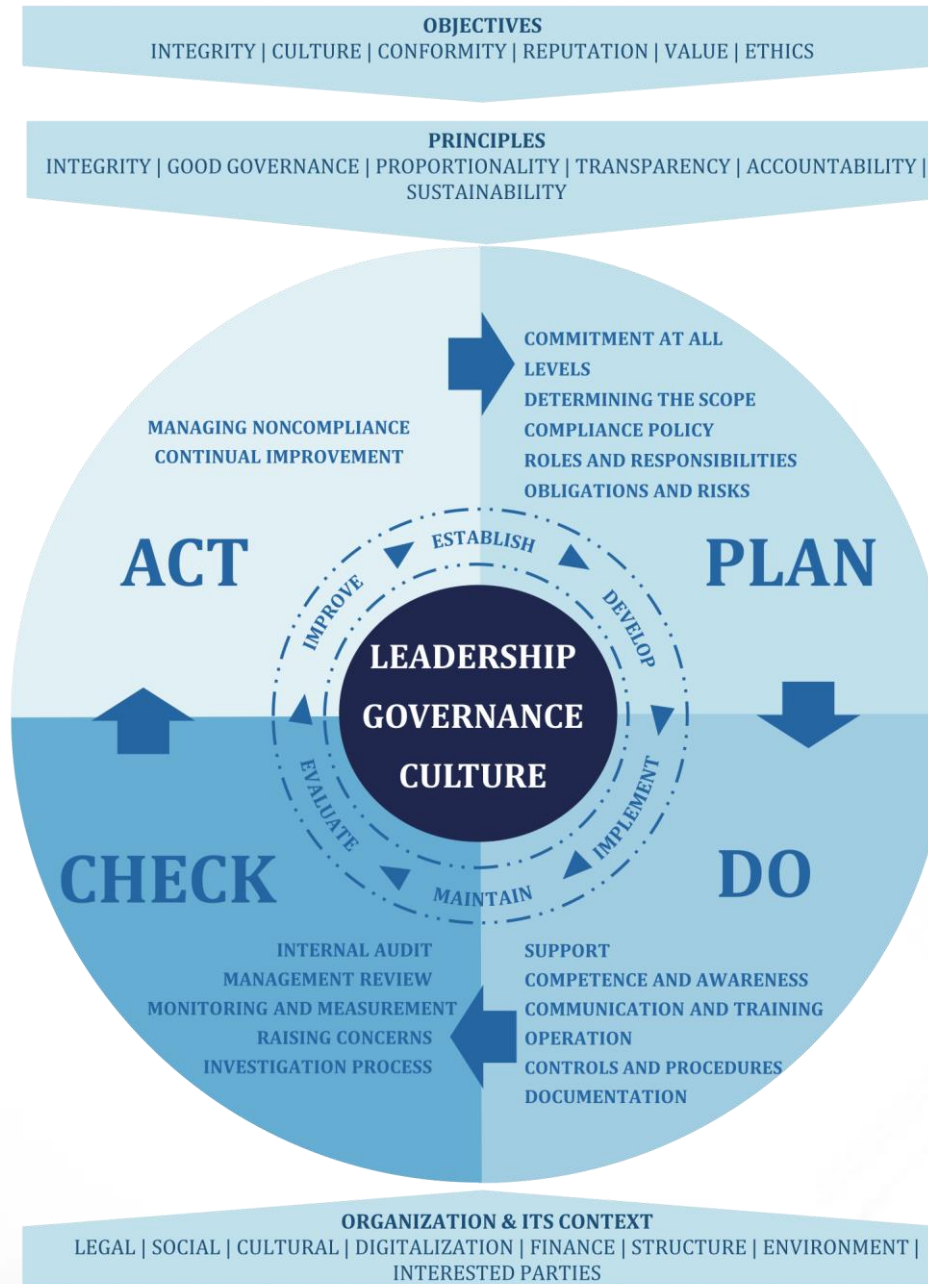 OBJECTIVES
INTEGRITY | CULTURE | CONFORMITY | REPUTATION | VALUE | ETHICS
PRINCIPLES
INTEGRITY | GOOD GOVERNANCE | PROPORTIONALITY | TRANSPARENCY | ACCOUNTABILITY |
SUSTAINABILITY
COMMITMENT AT ALL
LEVELS
DETERMINING THE SCOPE
COMPLIANCE POLICY
ROLES AND RESPONSIBILITIES
OBLIGATIONS AND RISKS
PLAN
MANAGING NONCOMPLIANCE
CONTINUAL IMPROVEMENT
ACT
ESTABLISH
DEVELOP
IMPLEMENT
MAINTAIN
EVALUATE
IMPROVE
LEADERSHIP
GOVERNANCE
CULTURE
CHECK
INTERNAL AUDIT
MANAGEMENT REVIEW
MONITORING AND MEASUREMENT
RAISING CONCERNS
INVESTIGATION PROCESS
DO
SUPPORT
COMPETENCE AND AWARENESS
COMMUNICATION AND TRAINING
OPERATION
CONTROLS AND PROCEDURES
DOCUMENTATION
ORGANIZATION & ITS CONTEXT
LEGAL | SOCIAL | CULTURAL | DIGITALIZATION | FINANCE | STRUCTURE | ENVIRONMENT |
INTERESTED PARTIES